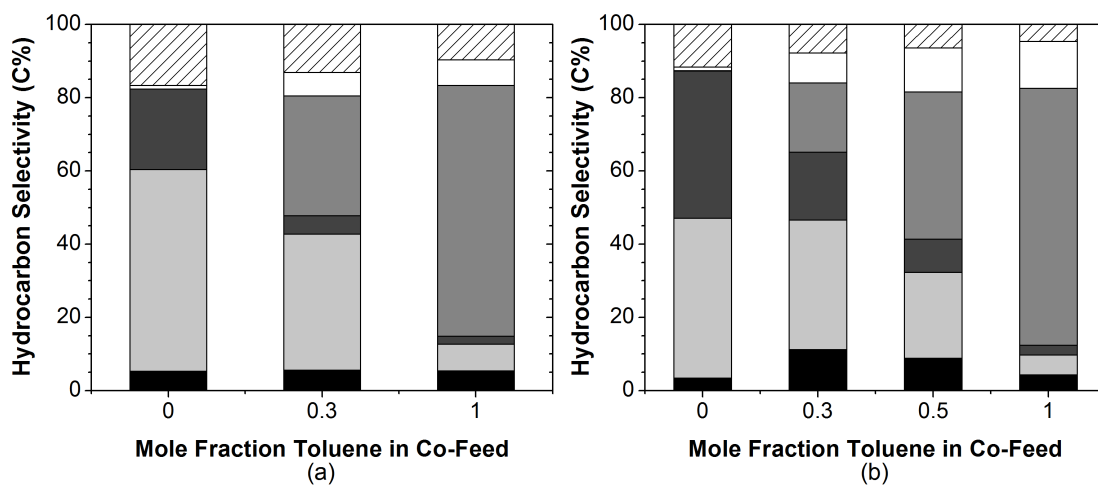 Hydrocarbon Selectivity (C%)
100
80
60
40
20
0
0 0.3 1
Mole Fraction Toluene in Co-Feed
(a)
Hydrocarbon Selectivity (C%)
100
80
60
40
20
0
0 0.3 0.5 1
Mole Fraction Toluene in Co-Feed
(b)